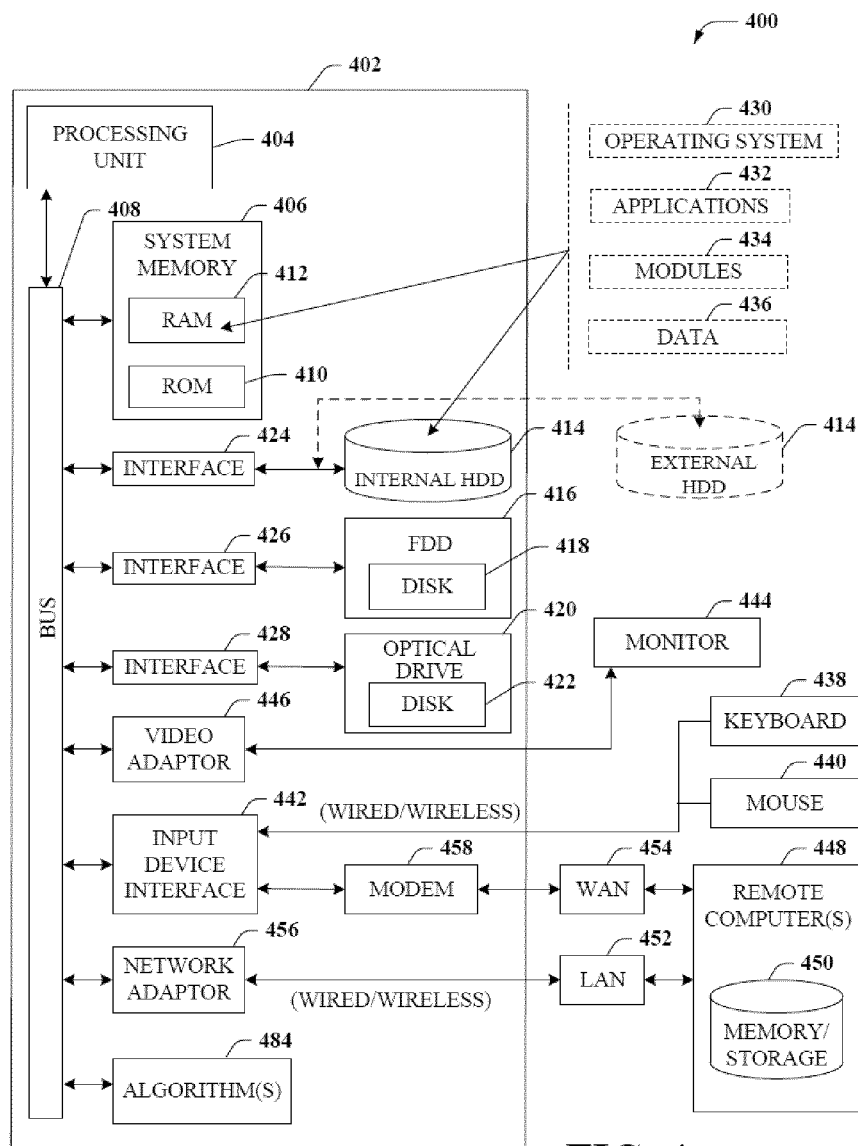 400
402
PROCESSING
UNIT
404
430
OPERATING SYSTEM
432
APPLICATIONS
434
MODULES
436
DATA
408
406
SYSTEM
MEMORY
412
RAM
410
ROM
424
INTERFACE
414
INTERNAL HDD
414
EXTERNAL
HDD
416
FDD
426
INTERFACE
418
DISK
420
OPTICAL
DRIVE
428
INTERFACE
422
DISK
444
MONITOR
BUS
446
VIDEO
ADAPTOR
438
KEYBOARD
440
MOUSE
442
INPUT
DEVICE
INTERFACE
(WIRED/WIRELESS)
458
MODEM
454
WAN
448
REMOTE
COMPUTER(S)
456
NETWORK
ADAPTOR
(WIRED/WIRELESS)
452
LAN
450
MEMORY/
STORAGE
484
ALGORITHM(S)